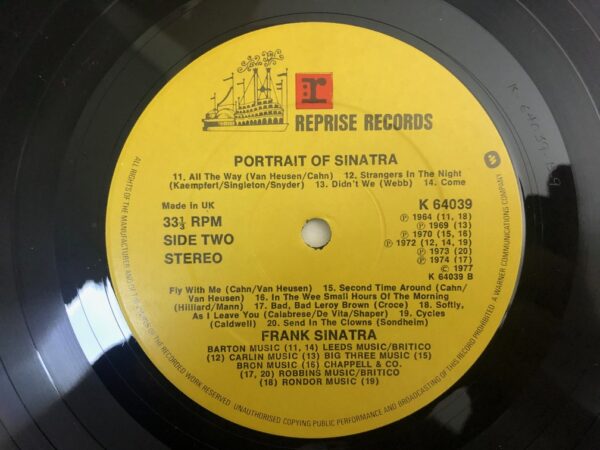 r
REPRISE RECORDS
PORTRAIT OF SINATRA
11. All The Way (Van Heusen/Cahn) 12. Strangers In The Night
(Kaempfert/Singleton/Snyder) 13. Didn't We (Webb) 14. Come
Made in UK
33⅓ RPM
SIDE TWO
STEREO
K 64039
Ⓟ 1964 (11, 18)
Ⓟ 1969 (13)
Ⓟ 1970 (15, 18)
Ⓟ 1972 (12, 14, 19)
Ⓟ 1973 (20)
Ⓟ 1974 (17)
© 1977
K 64039 B
Fly With Me (Cahn/Van Heusen) 15. Second Time Around (Cahn/
Van Heusen) 16. In The Wee Small Hours Of The Morning
(Hilliard/Mann) 17. Bad, Bad Leroy Brown (Croce) 18. Softly,
As I Leave You (Calabrese/De Vita/Shaper) 19. Cycles
(Caldwell) 20. Send In The Clowns (Sondheim)
FRANK SINATRA
BARTON MUSIC (11, 14) LEEDS MUSIC/BRITICO
(12) CARLIN MUSIC (13) BIG THREE MUSIC (15)
BRON MUSIC (15) CHAPPELL & CO.
(17, 20) ROBBINS MUSIC/BRITICO
(18) RONDOR MUSIC (19)
ALL RIGHTS OF THE MANUFACTURER AND OF THE OWNER OF THE RECORDED WORK RESERVED
UNAUTHORISED COPYING PUBLIC PERFORMANCE AND BROADCASTING OF THIS RECORD PROHIBITED
A WARNER COMMUNICATIONS COMPANY